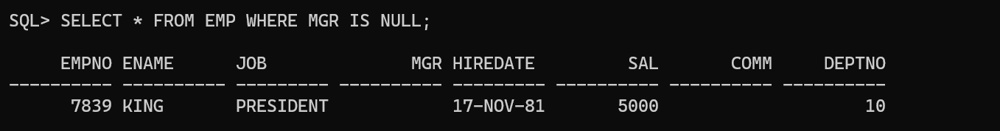 SQL> SELECT * FROM EMP WHERE MGR IS NULL;
     EMPNO ENAME      JOB              MGR HIREDATE         SAL       COMM     DEPTNO
---------- ---------- --------- ---------- --------- ---------- ---------- ----------
      7839 KING       PRESIDENT            17-NOV-81       5000                    10